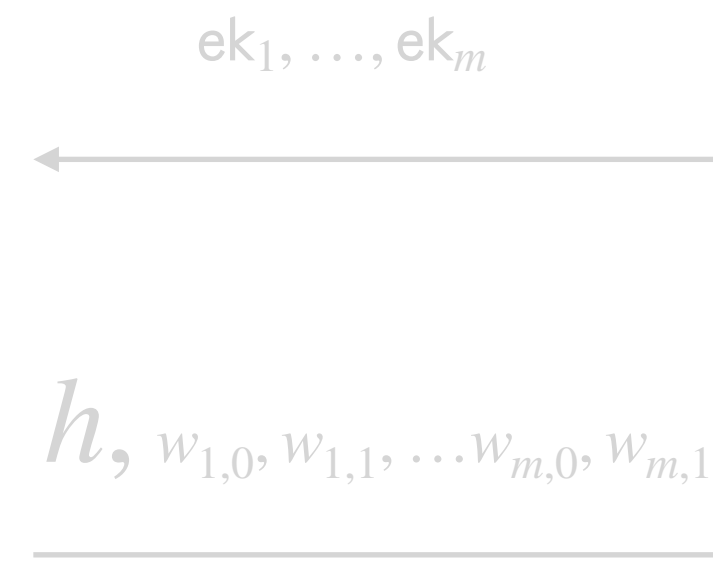 ek₁, …, ekₘ
h, w₁,₀, w₁,₁, …wₘ,₀, wₘ,₁